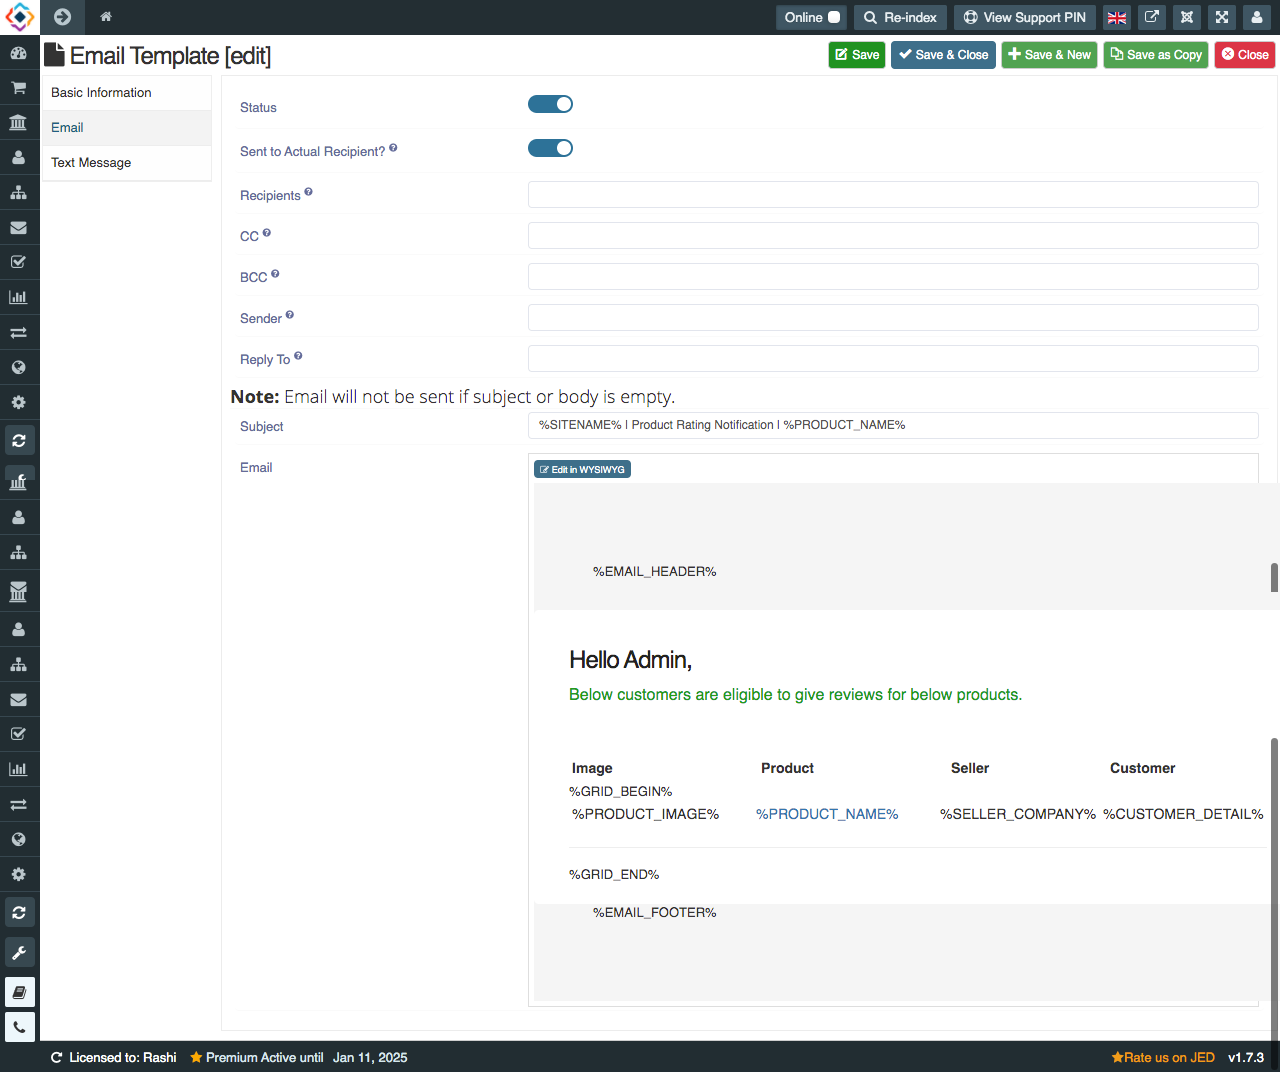 Online
Re-index
View Support PIN
Email Template [edit]
Save
Save & Close
Save & New
Save as Copy
Close
Basic Information
Email
Text Message
Status
Sent to Actual Recipient?
Recipients
CC
BCC
Sender
Reply To
Note: Email will not be sent if subject or body is empty.
Subject
%SITENAME% | Product Rating Notification | %PRODUCT_NAME%
Email
Edit in WYSIWYG
%EMAIL_HEADER%
Hello Admin,
Below customers are eligible to give reviews for below products.
Image Product Seller Customer
%GRID_BEGIN%
%PRODUCT_IMAGE% %PRODUCT_NAME% %SELLER_COMPANY% %CUSTOMER_DETAIL%
%GRID_END%
%EMAIL_FOOTER%
Licensed to: Rashi Premium Active until Jan 11, 2025 Rate us on JED v1.7.3